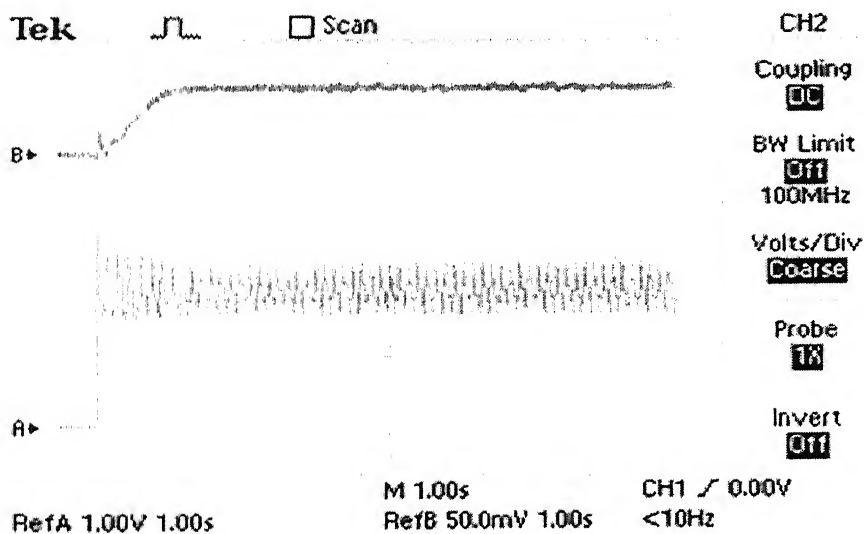 Tek
Scan
CH2
Coupling
DC
BW Limit
Off
100MHz
Volts/Div
Coarse
Probe
1X
Invert
Off
B
A
M 1.00s
CH1 0.00V
RefA 1.00V 1.00s
RefB 50.0mV 1.00s
<10Hz